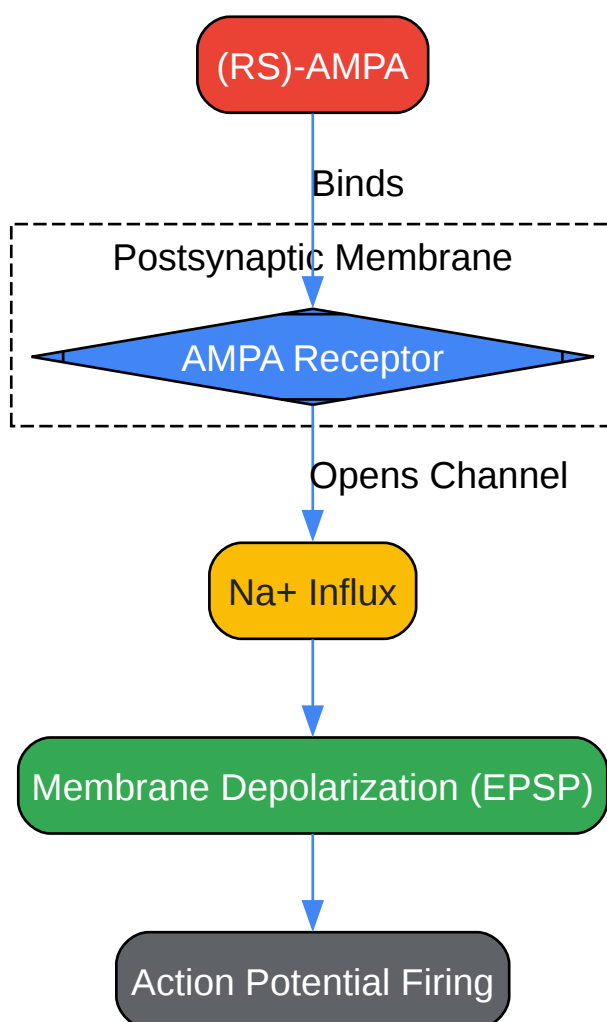 (RS)-AMPA
Binds
Postsynaptic Membrane
AMPA Receptor
Opens Channel
Na+ Influx
Membrane Depolarization (EPSP)
Action Potential Firing